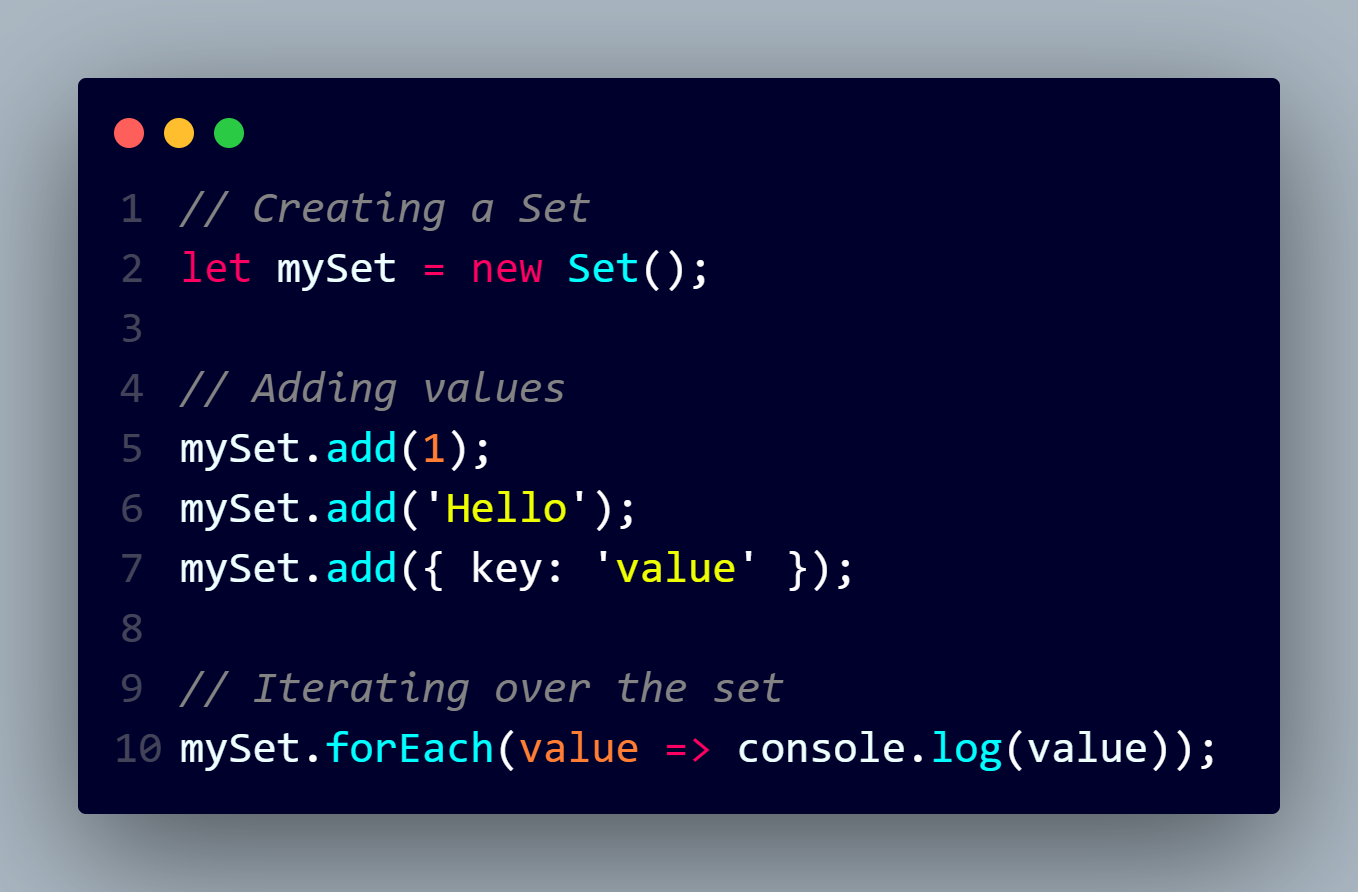 1 // Creating a Set
2 let mySet = new Set();
3
4 // Adding values
5 mySet.add(1);
6 mySet.add('Hello');
7 mySet.add({ key: 'value' });
8
9 // Iterating over the set
10 mySet.forEach(value => console.log(value));